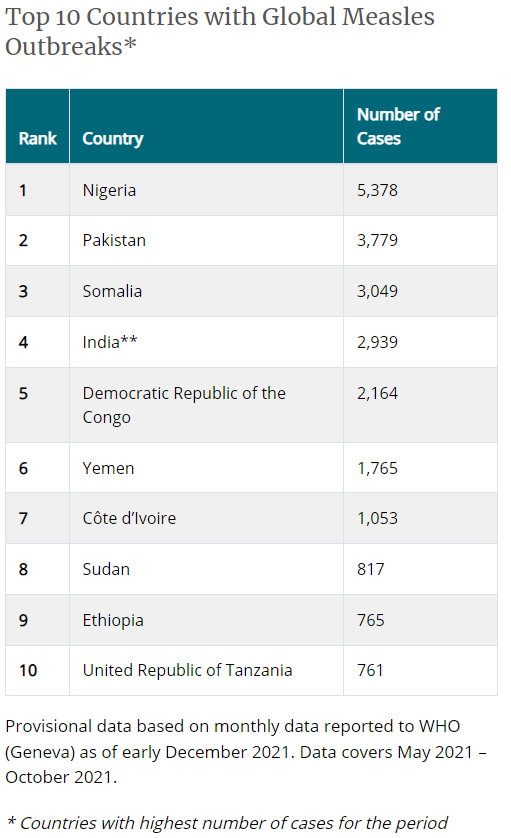 Top 10 Countries with Global Measles
Outbreaks*
Rank Country Number of
Cases
1 Nigeria 5,378
2 Pakistan 3,779
3 Somalia 3,049
4 India** 2,939
5 Democratic Republic of the 2,164
Congo
6 Yemen 1,765
7 Côte d’Ivoire 1,053
8 Sudan 817
9 Ethiopia 765
10 United Republic of Tanzania 761
Provisional data based on monthly data reported to WHO
(Geneva) as of early December 2021. Data covers May 2021 –
October 2021.
* Countries with highest number of cases for the period